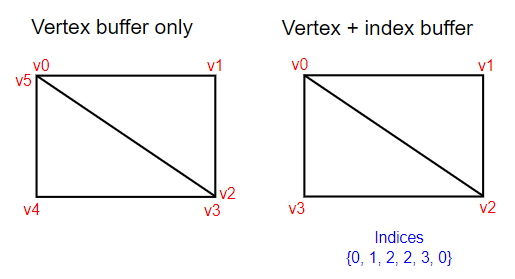 Vertex buffer only
Vertex + index buffer
v0
v1
v5
v2
v4
v3
v0
v1
v3
v2
Indices
{0, 1, 2, 2, 3, 0}